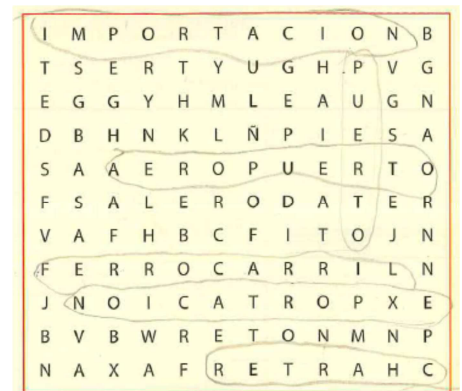 I M P O R T A C I O N B
T S E R T Y U G H P V G
E G G Y H M L E A U G N
D B H N K L Ñ P I E S A
S A A E R O P U E R T O
F S A L E R O D A T E R
V A F H B C F I T O J N
F E R R O C A R R I L N
J N O I C A T R O P X E
B V B W R E T O N M N P
N A X A F R E T R A H C